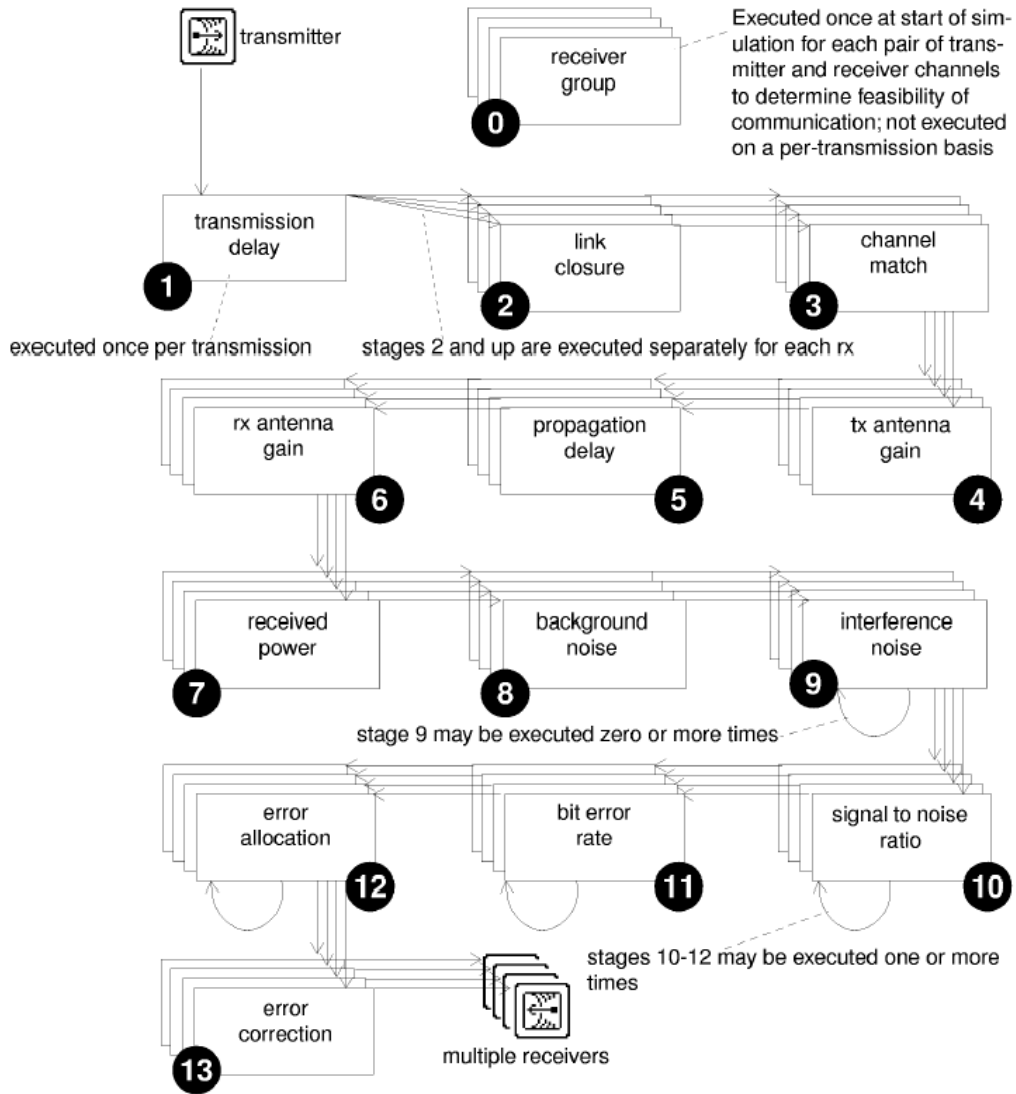 transmitter
receiver
group
0
Executed once at start of sim-
ulation for each pair of trans-
mitter and receiver channels
to determine feasibility of
communication; not executed
on a per-transmission basis
transmission
delay
1
link
closure
2
channel
match
3
executed once per transmission
stages 2 and up are executed separately for each rx
rx antenna
gain
6
propagation
delay
5
tx antenna
gain
4
received
power
7
background
noise
8
interference
noise
9
stage 9 may be executed zero or more times
error
allocation
12
bit error
rate
11
signal to noise
ratio
10
stages 10-12 may be executed one or more
times
error
correction
13
multiple receivers